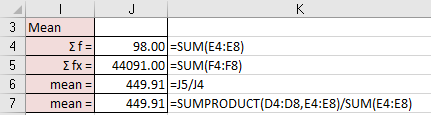 I J K
3 Mean
4 Σ f = 98.00 =SUM(E4:E8)
5 Σ fx = 44091.00 =SUM(F4:F8)
6 mean = 449.91 =J5/J4
7 mean = 449.91 =SUMPRODUCT(D4:D8,E4:E8)/SUM(E4:E8)